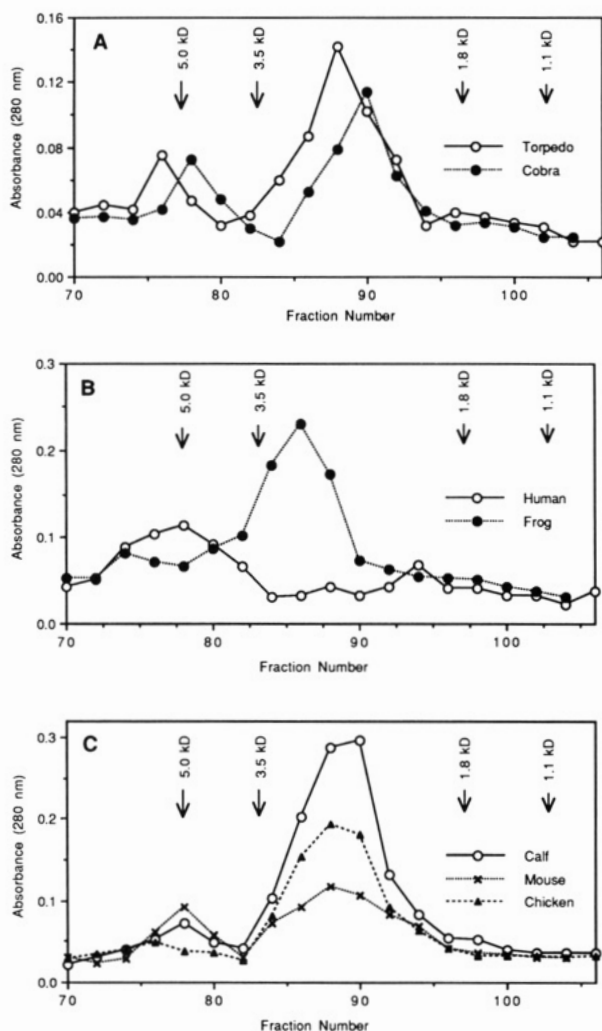 A
5.0 kD
3.5 kD
1.8 kD
1.1 kD
Torpedo
Cobra
Absorbance (280 nm)
0.16
0.12
0.08
0.04
0.00
70
80
90
100
Fraction Number
B
5.0 kD
3.5 kD
1.8 kD
1.1 kD
Human
Frog
Absorbance (280 nm)
0.3
0.2
0.1
0.0
70
80
90
100
Fraction Number
C
5.0 kD
3.5 kD
1.8 kD
1.1 kD
Calf
Mouse
Chicken
Absorbance (280 nm)
0.3
0.2
0.1
0.0
70
80
90
100
Fraction Number